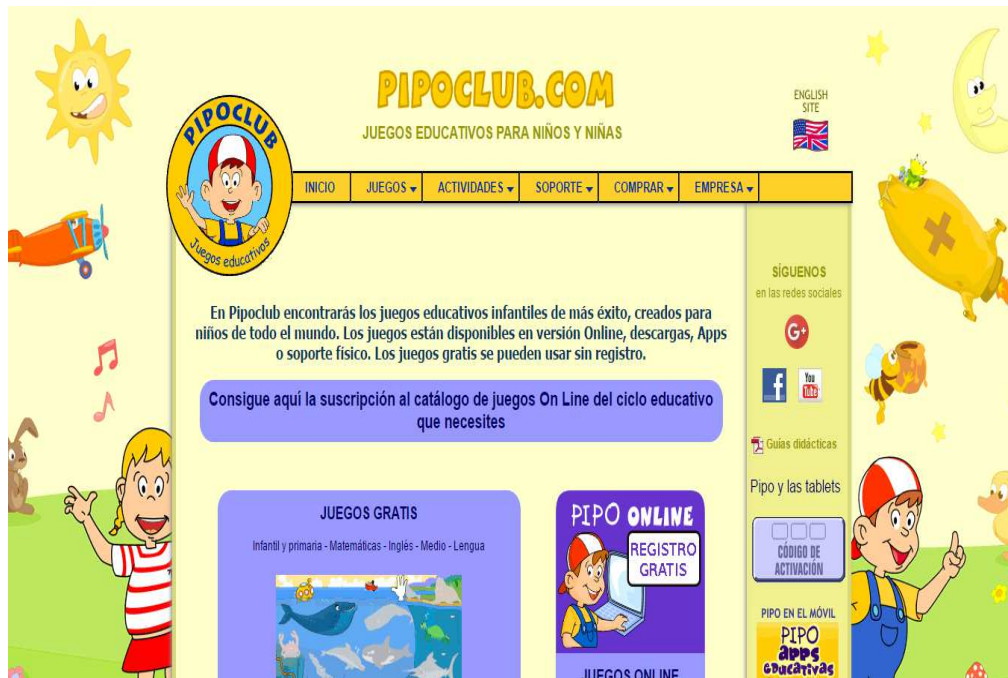 PIPOCLUB.COM
JUEGOS EDUCATIVOS PARA NIÑOS Y NIÑAS
ENGLISH
SITE
PIPOCLUB
Juegos educativos
INICIO JUEGOS ACTIVIDADES SOPORTE COMPRAR EMPRESA
En Pipoclub encontrarás los juegos educativos infantiles de más éxito, creados para
niños de todo el mundo. Los juegos están disponibles en versión Online, descargas, Apps
o soporte físico. Los juegos gratis se pueden usar sin registro.
Consigue aquí la suscripción al catálogo de juegos On Line del ciclo educativo
que necesites
JUEGOS GRATIS
Infantil y primaria - Matemáticas - Inglés - Medio - Lengua
PIPO ONLINE
REGISTRO
GRATIS
JUEGOS ONLINE
SÍGUENOS
en las redes sociales
G+
f
You
Tube
Guías didácticas
Pipo y las tablets
CÓDIGO DE
ACTIVACIÓN
PIPO EN EL MÓVIL
PIPO
apps
educativas